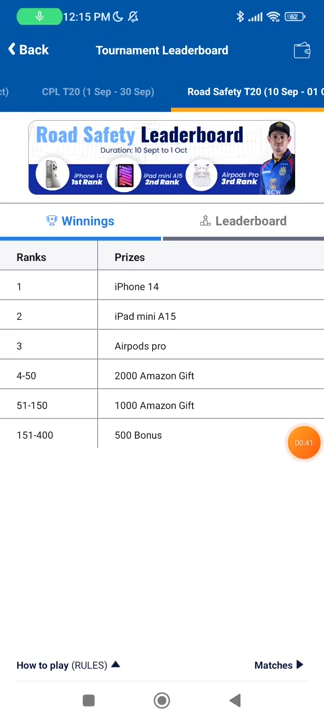 12:15 PM
62
Back
Tournament Leaderboard
CPL T20 (1 Sep - 30 Sep)
Road Safety T20 (10 Sep - 01 O
Road Safety Leaderboard
Duration: 10 Sept to 1 Oct
iPhone 14
1st Rank
iPad mini A15
2nd Rank
Airpods Pro
3rd Rank
Winnings
Leaderboard
Ranks
Prizes
1
iPhone 14
2
iPad mini A15
3
Airpods pro
4-50
2000 Amazon Gift
51-150
1000 Amazon Gift
151-400
500 Bonus
00:41
How to play (RULES)
Matches